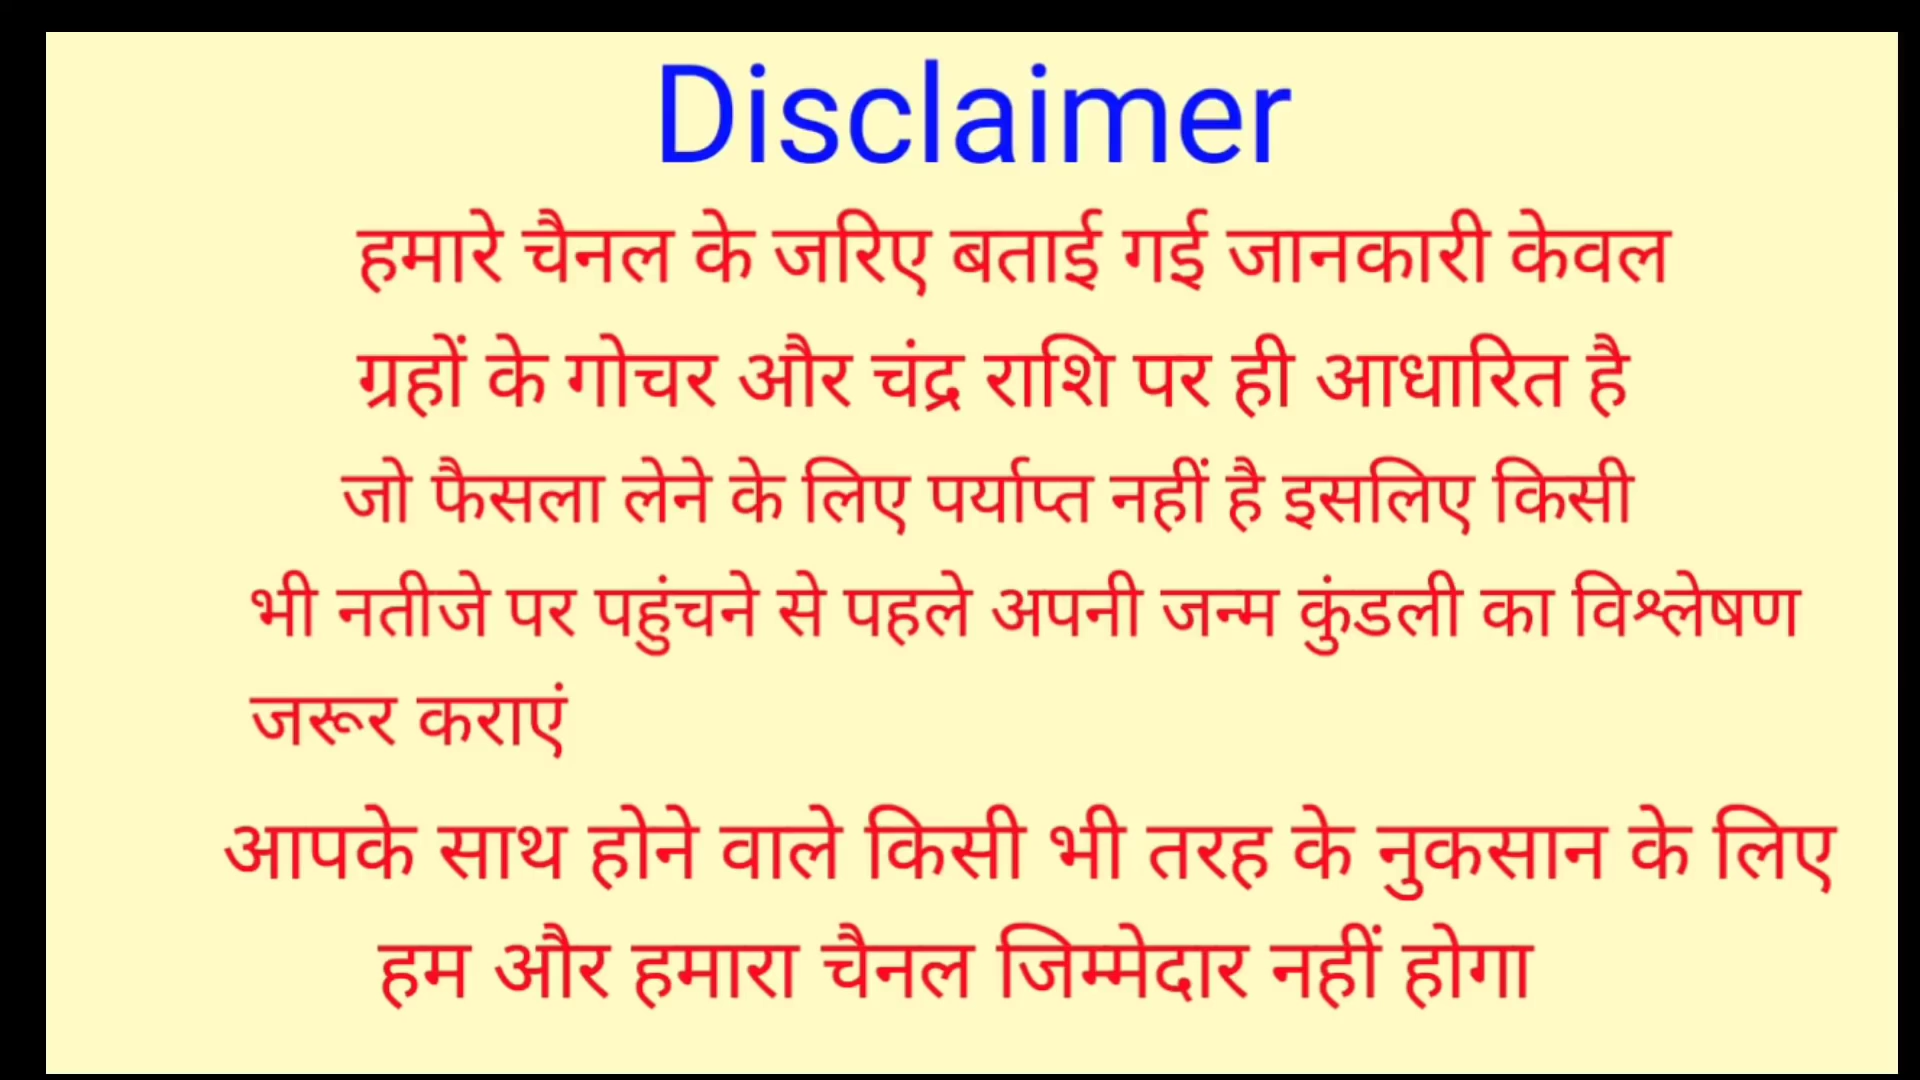 Disclaimer
हमारे चैनल के जरिए बताई गई जानकारी केवल
ग्रहों के गोचर और चंद्र राशि पर ही आधारित है
जो फैसला लेने के लिए पर्याप्त नहीं है इसलिए किसी
भी नतीजे पर पहुंचने से पहले अपनी जन्म कुंडली का विश्लेषण
जरूर कराएं
आपके साथ होने वाले किसी भी तरह के नुकसान के लिए
हम और हमारा चैनल जिम्मेदार नहीं होगा